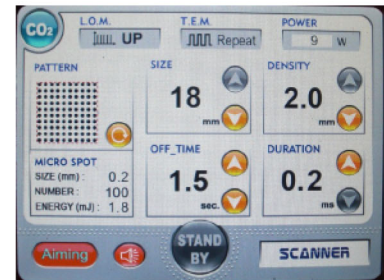 CO2
L.O.M.
UP
T.E.M.
Repeat
POWER
9 W
PATTERN
SIZE
18
mm
DENSITY
2.0
mm
MICRO SPOT
SIZE (mm) : 0.2
NUMBER : 100
ENERGY (mJ) : 1.8
OFF_TIME
1.5
sec.
DURATION
0.2
ms
Aiming
STAND
BY
SCANNER